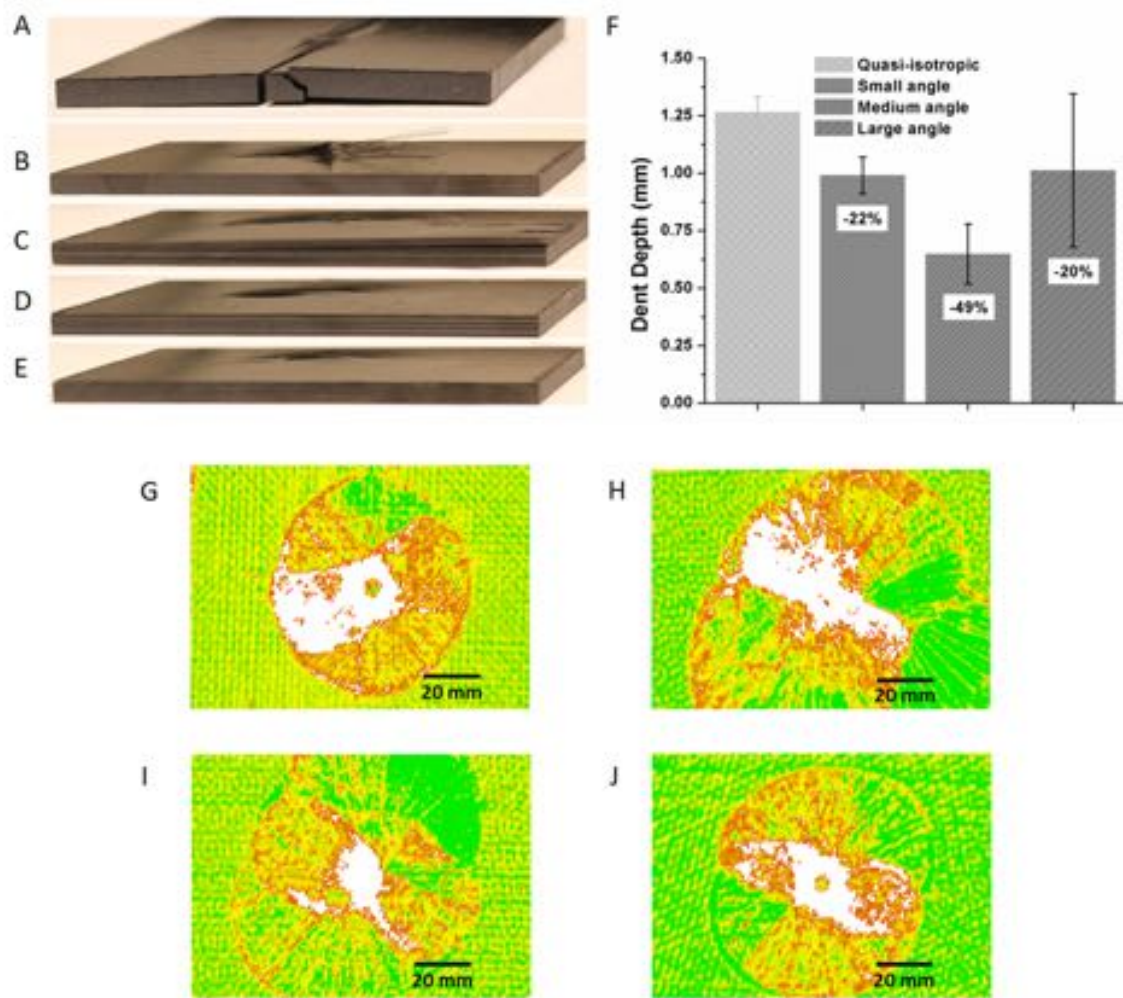 A
B
C
D
E
F
Quasi-isotropic
Small angle
Medium angle
Large angle
Dent Depth (mm)
1.50
1.25
1.00
0.75
0.50
0.25
0.00
-22%
-49%
-20%
G
20 mm
H
20 mm
I
20 mm
J
20 mm